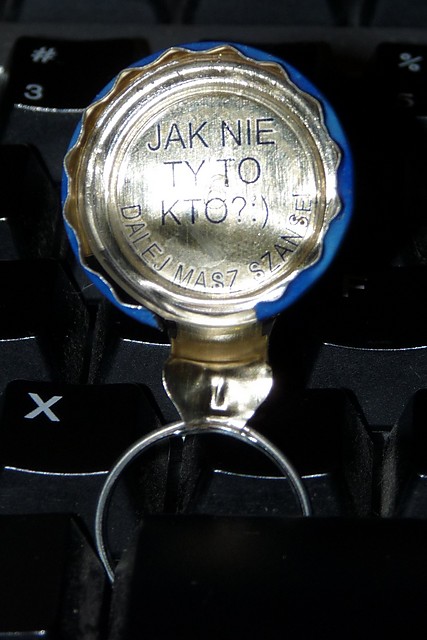 #
3
%
JAK NIE
TY TO
KTO?:)
DALEJ MASZ SZANSE!
X